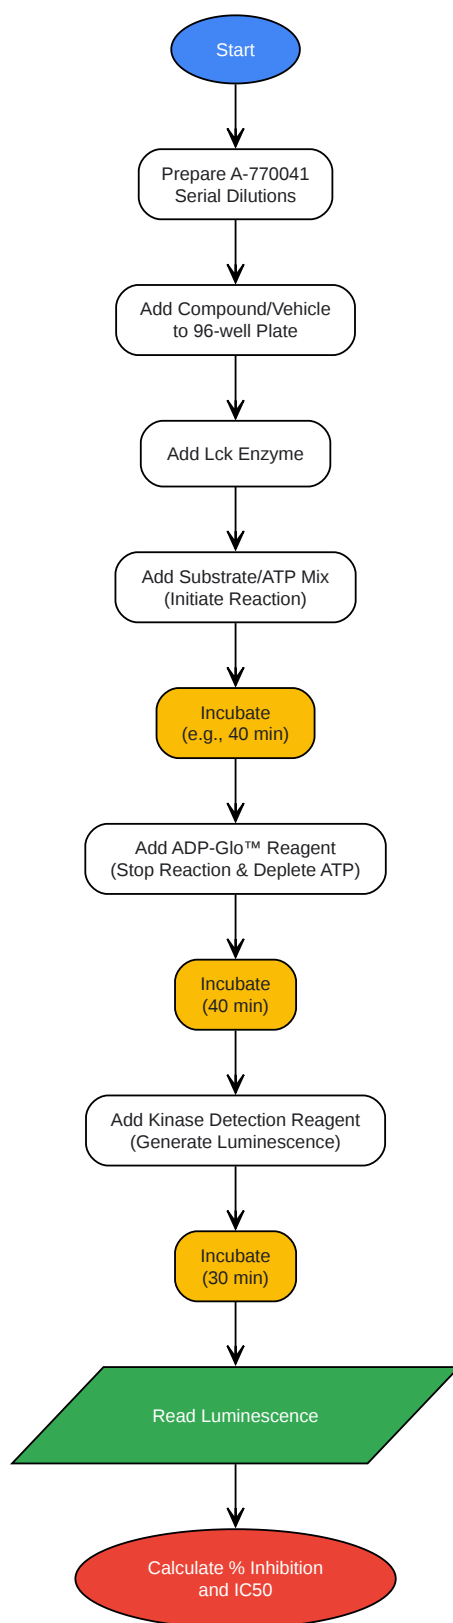 Start
Prepare A-770041
Serial Dilutions
Add Compound/Vehicle
to 96-well Plate
Add Lck Enzyme
Add Substrate/ATP Mix
(Initiate Reaction)
Incubate
(e.g., 40 min)
Add ADP-Glo™ Reagent
(Stop Reaction & Deplete ATP)
Incubate
(40 min)
Add Kinase Detection Reagent
(Generate Luminescence)
Incubate
(30 min)
Read Luminescence
Calculate % Inhibition
and IC50